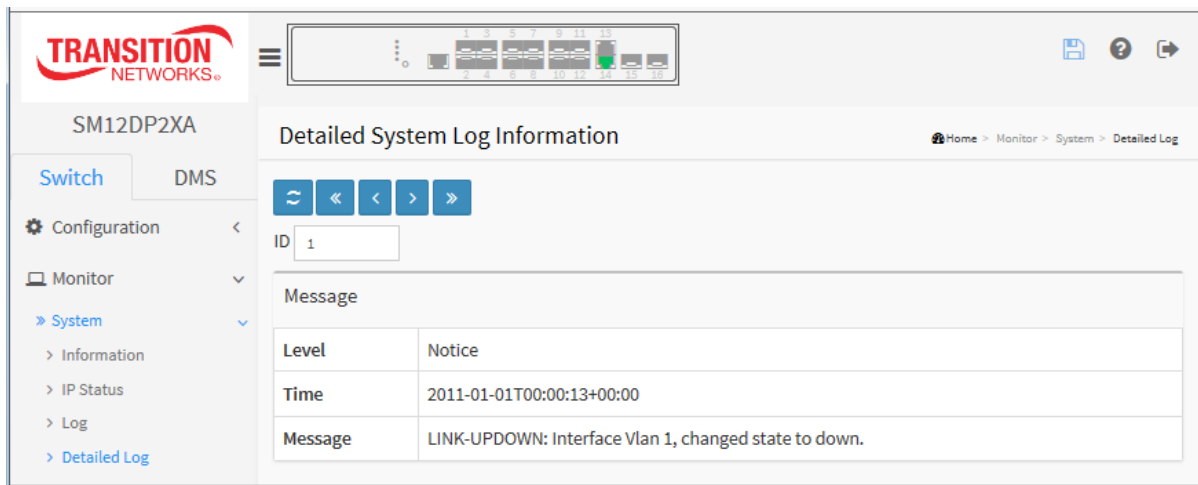 TRANSITION
NETWORKS®
1 3 5 7 9 11 13
2 4 6 8 10 12 14 15 16
SM12DP2XA
Detailed System Log Information
Home > Monitor > System > Detailed Log
Switch
DMS
Configuration
Monitor
» System
> Information
> IP Status
> Log
> Detailed Log
ID 1
Message
Level Notice
Time 2011-01-01T00:00:13+00:00
Message LINK-UPDOWN: Interface Vlan 1, changed state to down.